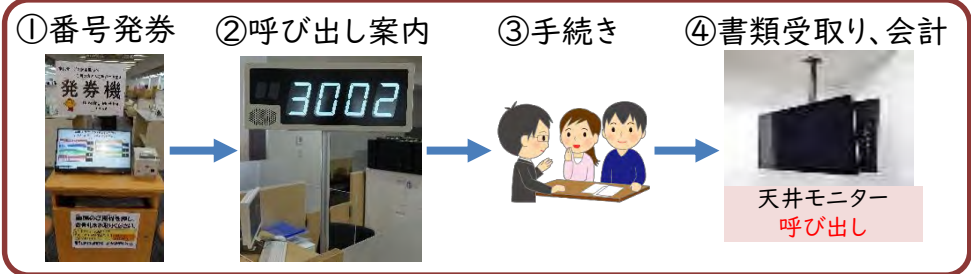 ①番号発券
②呼び出し案内
③手続き
④書類受取り、会計
発券機
3002
天井モニター
呼び出し